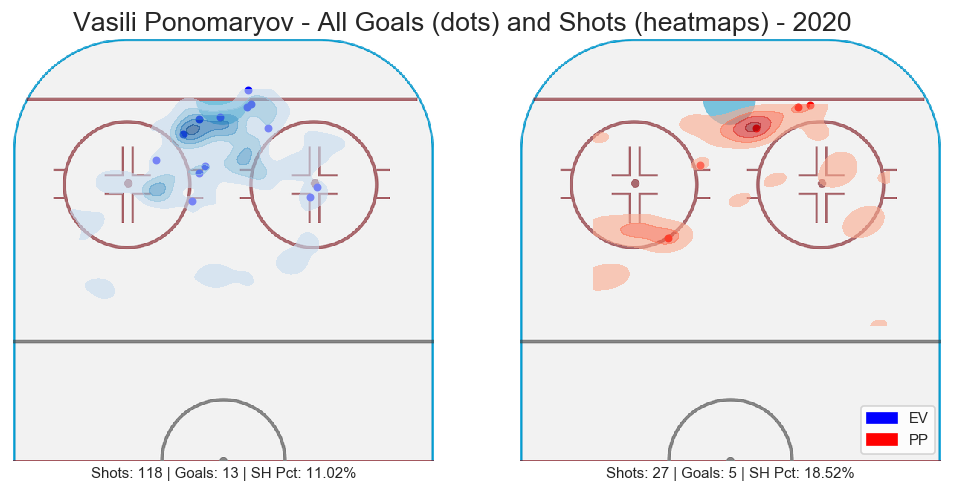 Vasili Ponomaryov - All Goals (dots) and Shots (heatmaps) - 2020
EV
PP
Shots: 118 | Goals: 13 | SH Pct: 11.02%
Shots: 27 | Goals: 5 | SH Pct: 18.52%